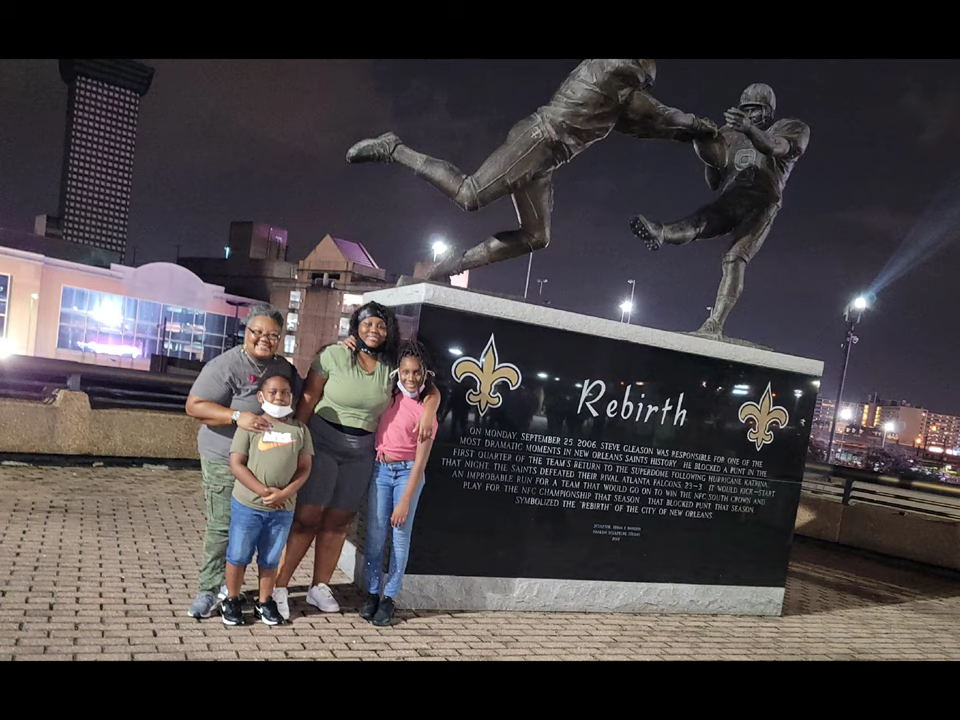 Rebirth
ON MONDAY, SEPTEMBER 25, 2006, STEVE GLEASON WAS RESPONSIBLE FOR ONE OF THE
MOST DRAMATIC MOMENTS IN NEW ORLEANS SAINTS HISTORY. HE BLOCKED A PUNT IN THE
FIRST QUARTER OF THE TEAM'S RETURN TO THE SUPERDOME FOLLOWING HURRICANE KATRINA.
THAT NIGHT, THE SAINTS DEFEATED THEIR RIVAL ATLANTA FALCONS, 23-3. IT WOULD KICK-START
AN IMPROBABLE RUN FOR A TEAM THAT WOULD GO ON TO WIN THE NFC SOUTH CROWN AND
PLAY FOR THE NFC CHAMPIONSHIP THAT SEASON. THAT BLOCKED PUNT THAT SEASON
SYMBOLIZED THE "REBIRTH" OF THE CITY OF NEW ORLEANS.